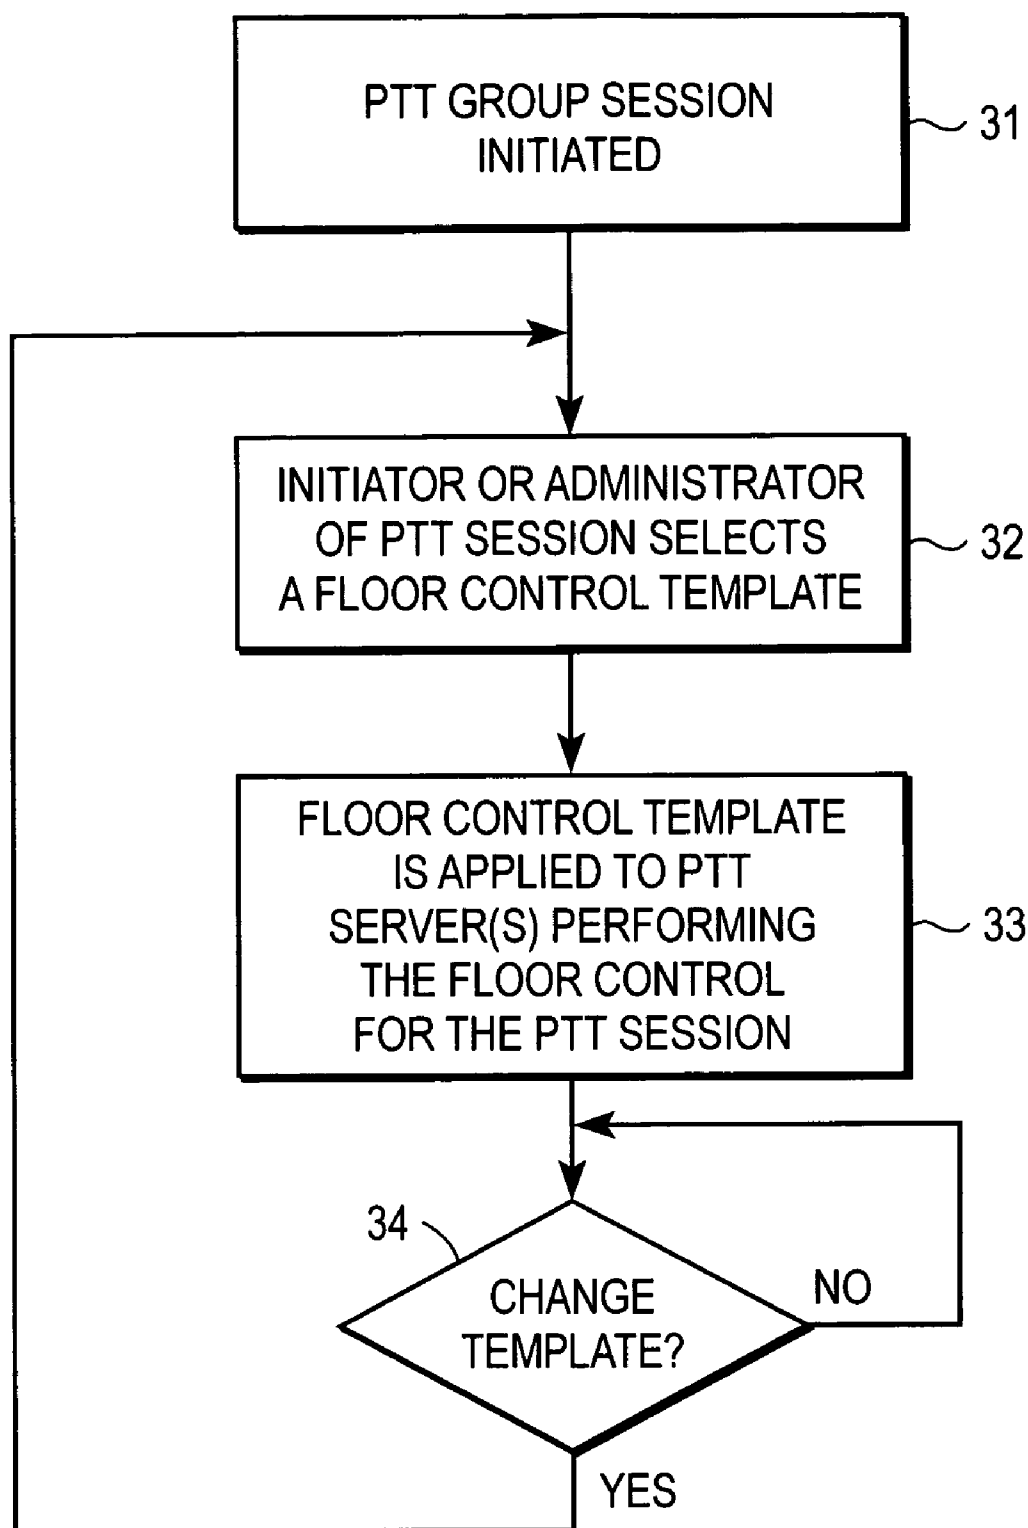 PTT GROUP SESSION
INITIATED
31
INITIATOR OR ADMINISTRATOR
OF PTT SESSION SELECTS
A FLOOR CONTROL TEMPLATE
32
FLOOR CONTROL TEMPLATE
IS APPLIED TO PTT
SERVER(S) PERFORMING
THE FLOOR CONTROL
FOR THE PTT SESSION
33
34
CHANGE
TEMPLATE?
NO
YES